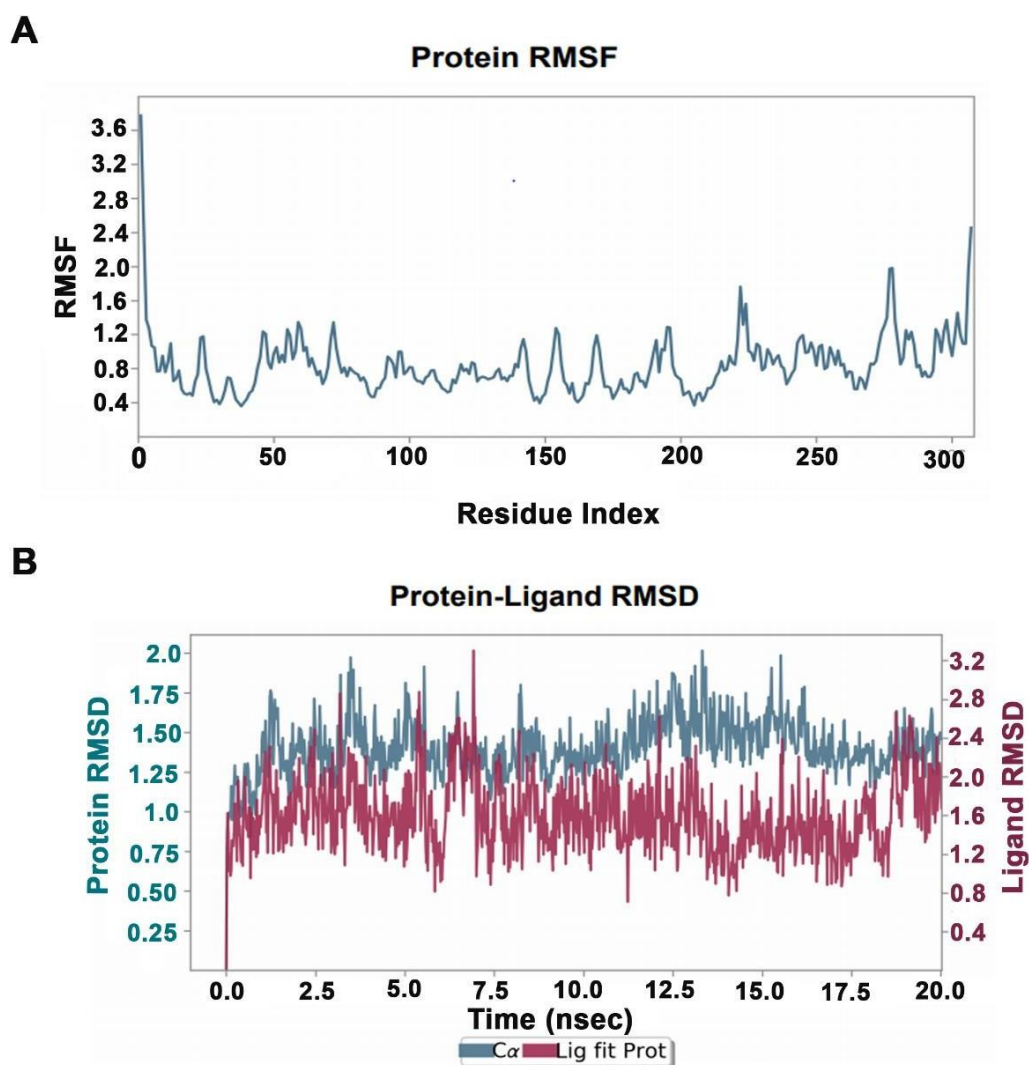 A
Protein RMSF
RMSF
3.6
3.2
2.8
2.4
2.0
1.6
1.2
0.8
0.4
0 50 100 150 200 250 300
Residue Index
B
Protein-Ligand RMSD
Protein RMSD
2.0
1.75
1.50
1.25
1.0
0.75
0.50
0.25
3.2
2.8
2.4
2.0
1.6
1.2
0.8
0.4
Ligand RMSD
0.0 2.5 5.0 7.5 10.0 12.5 15.0 17.5 20.0
Time (nsec)
Cα Lig fit Prot